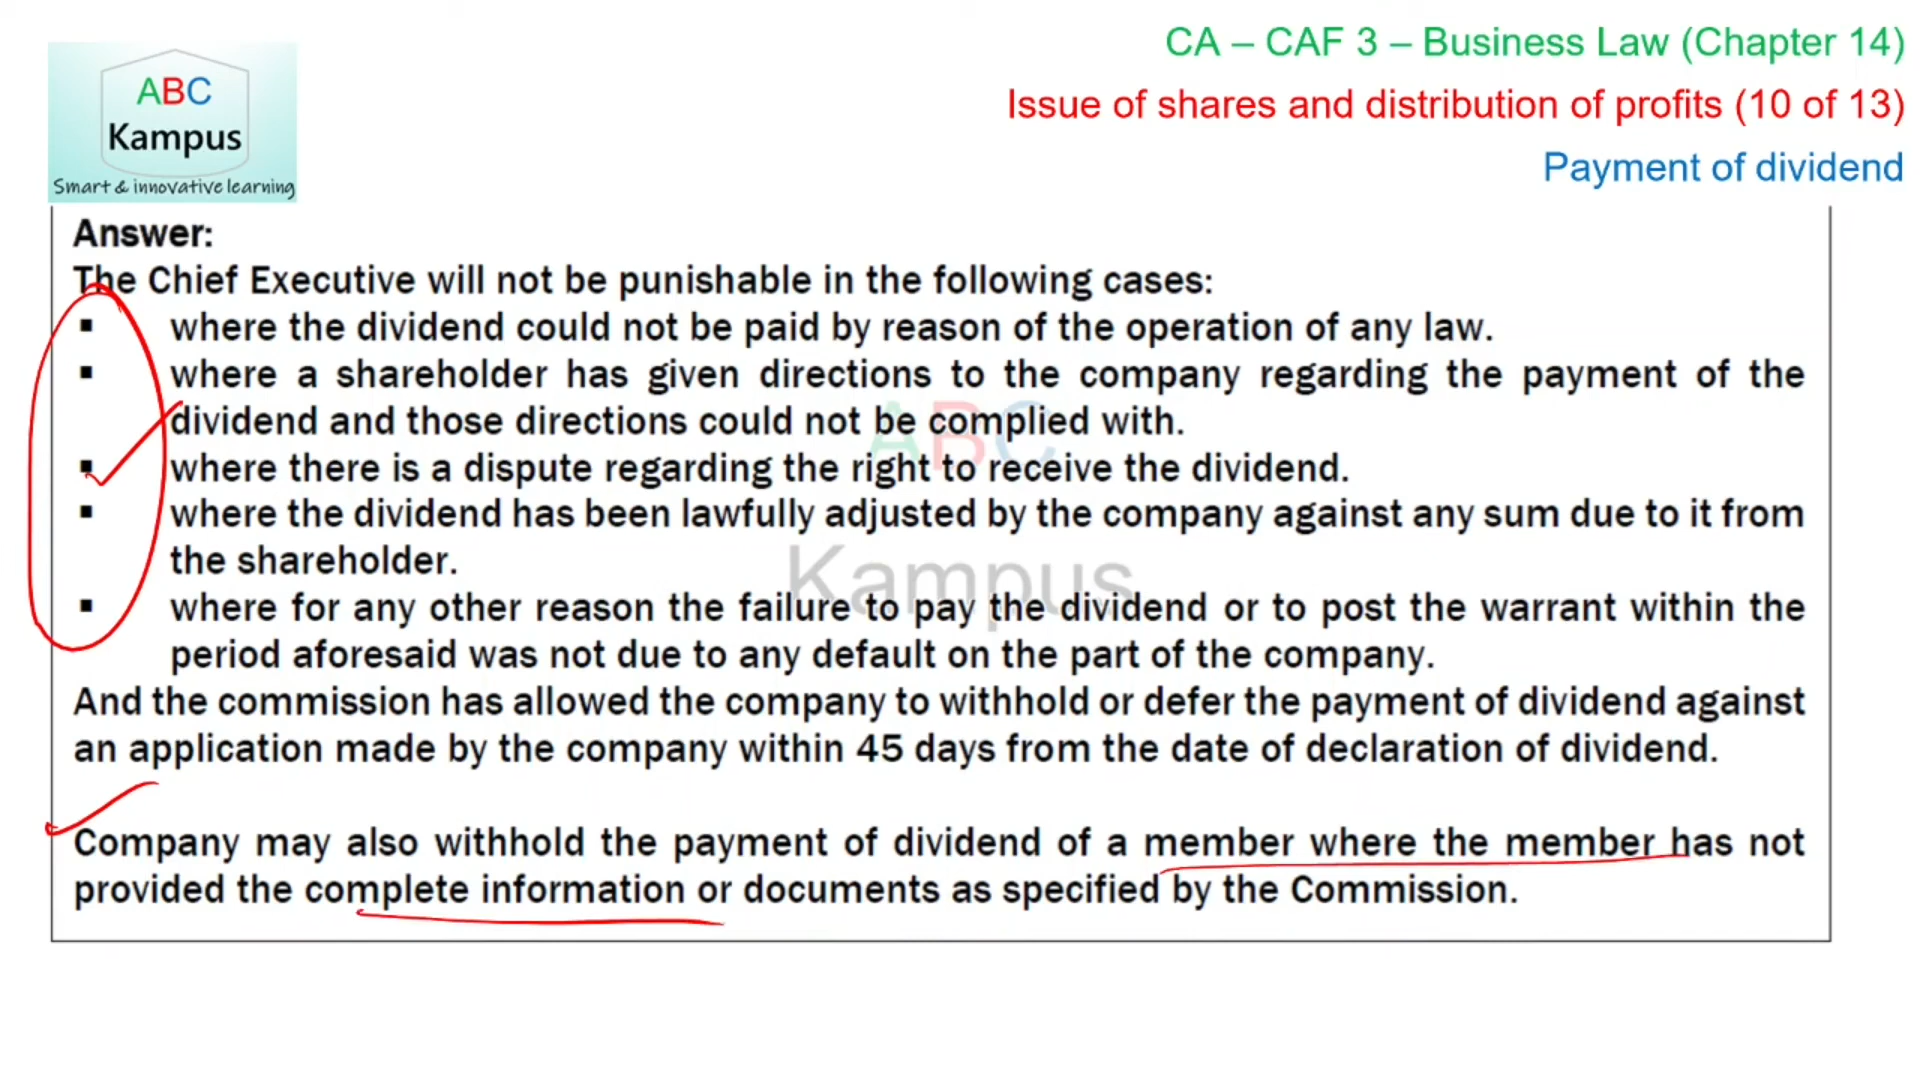 ABC
Kampus
Smart & innovative learning
CA – CAF 3 – Business Law (Chapter 14)
Issue of shares and distribution of profits (10 of 13)
Payment of dividend
Answer:
The Chief Executive will not be punishable in the following cases:
▪ where the dividend could not be paid by reason of the operation of any law.
▪ where a shareholder has given directions to the company regarding the payment of the
dividend and those directions could not be complied with.
▪ where there is a dispute regarding the right to receive the dividend.
▪ where the dividend has been lawfully adjusted by the company against any sum due to it from
the shareholder.
▪ where for any other reason the failure to pay the dividend or to post the warrant within the
period aforesaid was not due to any default on the part of the company.
And the commission has allowed the company to withhold or defer the payment of dividend against
an application made by the company within 45 days from the date of declaration of dividend.
Company may also withhold the payment of dividend of a member where the member has not
provided the complete information or documents as specified by the Commission.
ABC
Kampus